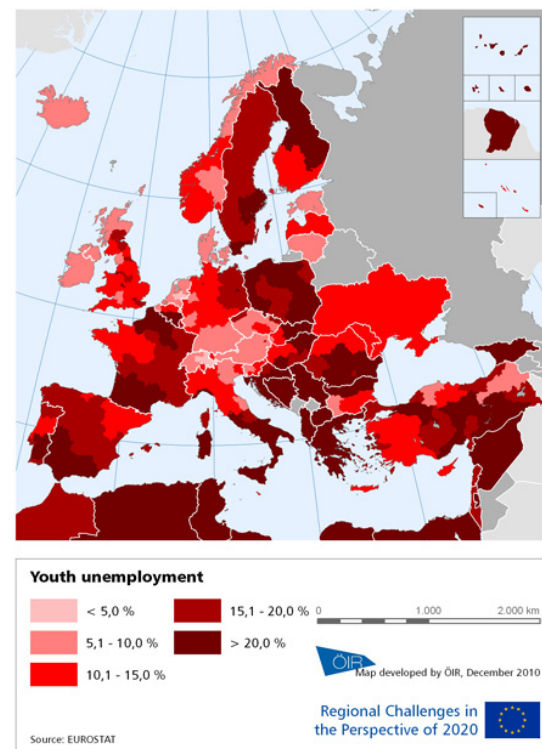 Youth unemployment
< 5,0 %
5,1 - 10,0 %
10,1 - 15,0 %
15,1 - 20,0 %
> 20,0 %
0 1.000 2.000 km
ÖIR
Map developed by ÖIR, December 2010
Regional Challenges in
the Perspective of 2020
Source: EUROSTAT